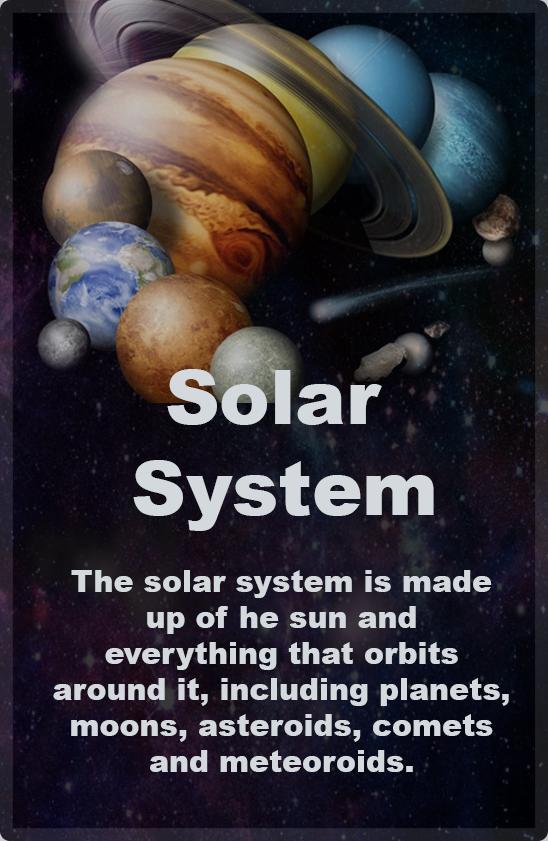 Solar
System
The solar system is made
up of he sun and
everything that orbits
around it, including planets,
moons, asteroids, comets
and meteoroids.